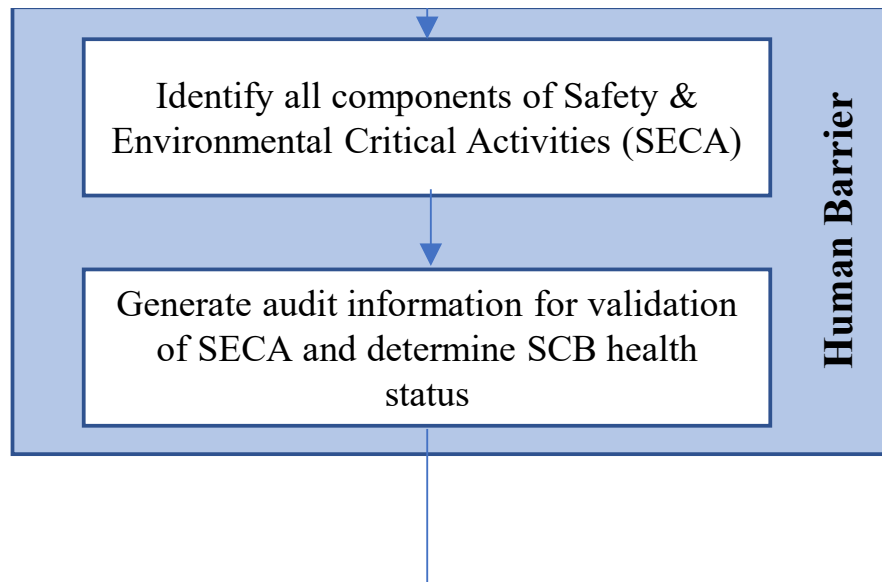 Identify all components of Safety &
Environmental Critical Activities (SECA)
Generate audit information for validation
of SECA and determine SCB health
status
Human Barrier